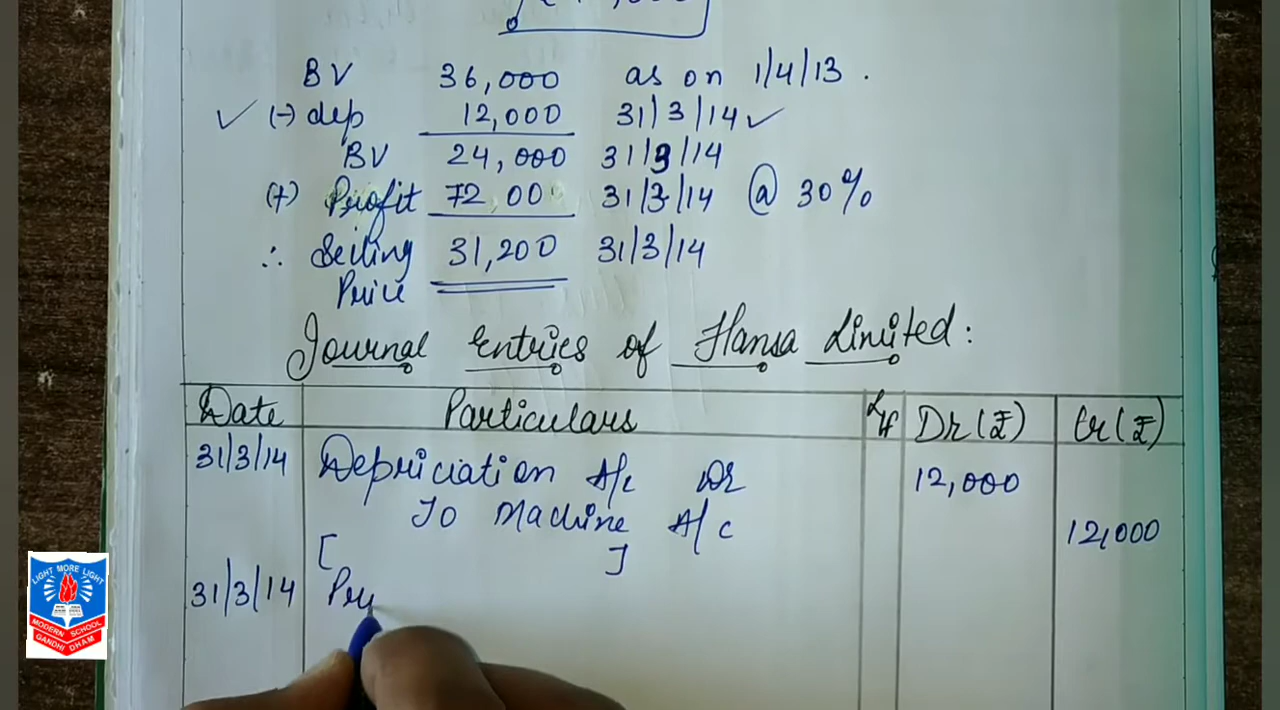 BV 36,000 as on 1/4/13.
✓ (-) dep 12,000 31/3/14 ✓
BV 24,000 31/3/14
(+) Profit 72,00 31/3/14 @ 30%
∴ Selling 31,200 31/3/14
Price
Journal Entries of Hansa Limited:
Date Particulars Lf Dr (₹) Cr (₹)
31/3/14 Depriciation A/c Dr 12,000
To Machine A/c 12,000
[ ]
31/3/14
LIGHT MORE LIGHT
MODERN SCHOOL
GANDHI DHAM